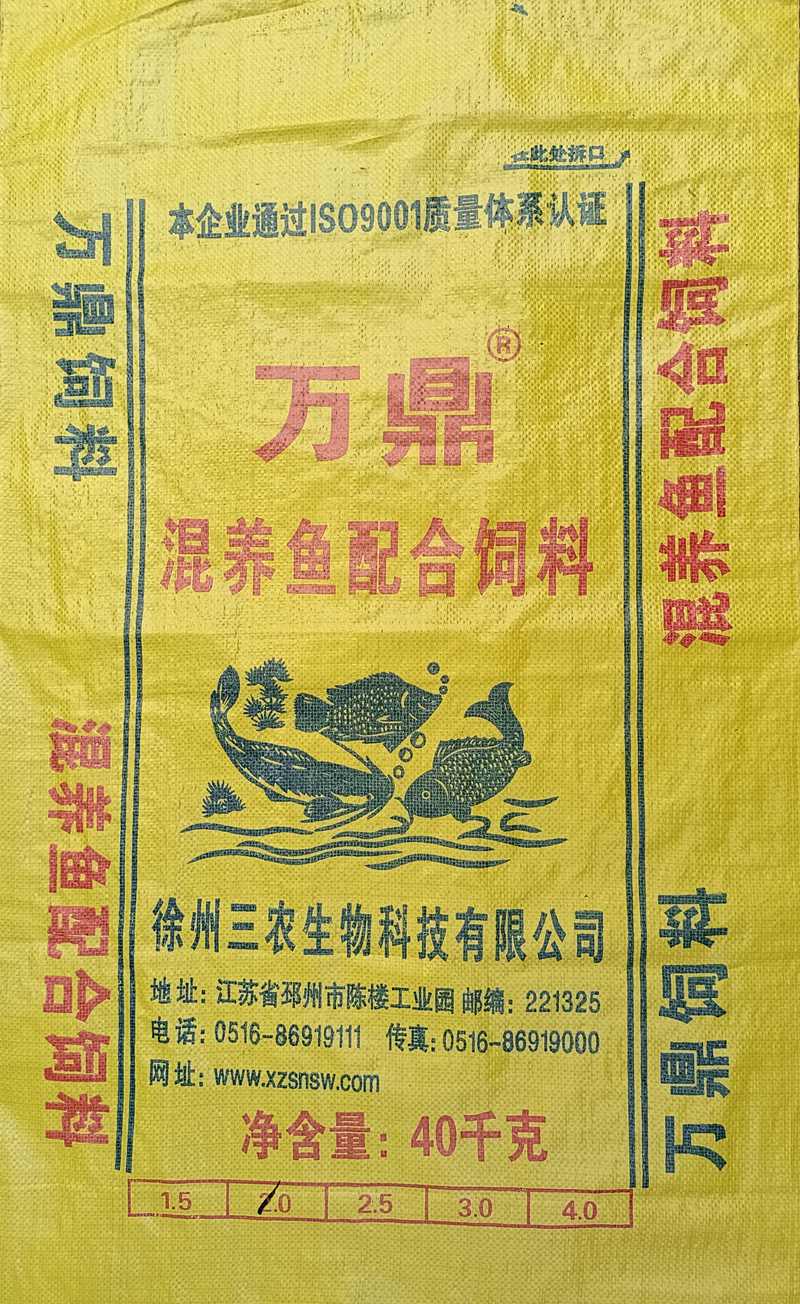 在此处拆口
本企业通过ISO9001质量体系认证
万鼎®
混养鱼配合饲料
徐州三农生物科技有限公司
地址：江苏省邳州市陈楼工业园 邮编：221325
电话：0516-86919111 传真：0516-86919000
网址：www.xzsnsw.com
净含量：40千克
1.5 2.0 2.5 3.0 4.0
万鼎饲料
混养鱼配合饲料
混养鱼配合饲料
万鼎饲料